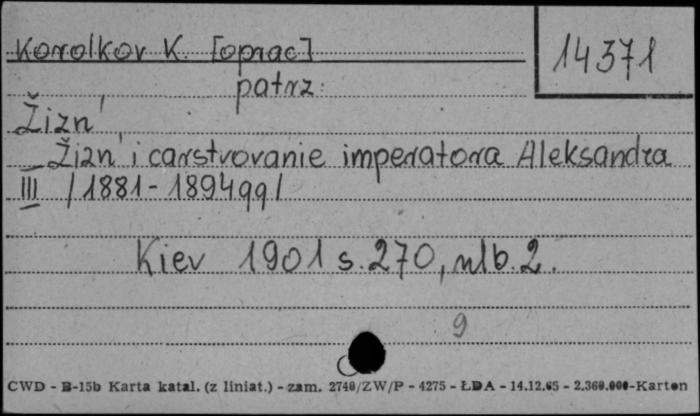 Korolkov K. [oprac]
14371
patrz:
Žizn'
Žizn' i carstvovanie imperatora Aleksandra
III /1881-1894gg/
Kiev 1901 s. 270, nlb. 2.
9
CWD - B-15b Karta katal. (z liniat.) - zam. 2740/ZW/P - 4275 - ŁDA - 14.12.65 - 2.360.000-Karton